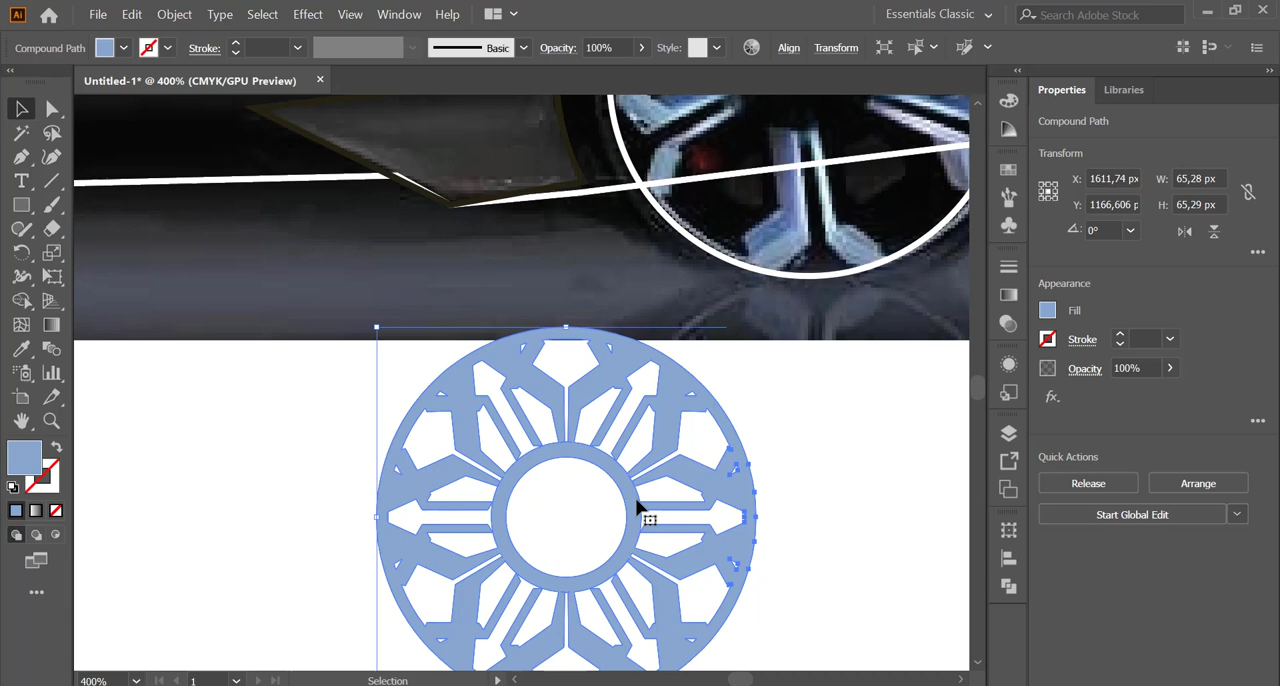 Ai File Edit Object Type Select Effect View Window Help Essentials Classic Search Adobe Stock
Compound Path Stroke: Basic Opacity: 100% Style: Align Transform
Untitled-1* @ 400% (CMYK/GPU Preview)
Properties Libraries
Compound Path
Transform
X: 1611,74 px W: 65,28 px
Y: 1166,606 p H: 65,29 px
0°
Appearance
Fill
Stroke
Opacity 100%
fx.
Quick Actions
Release Arrange
Start Global Edit
T
400% 1 Selection